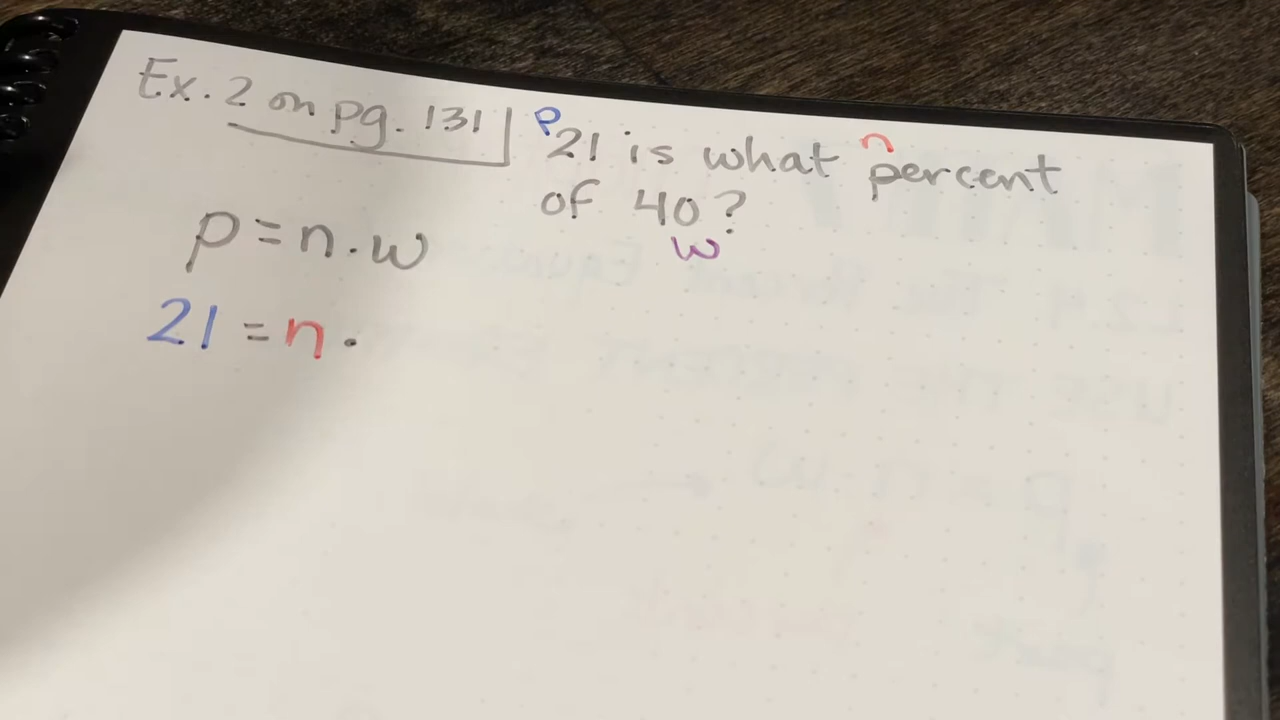 Ex. 2 on pg. 131
P
n
21 is what percent
of 40?
w
p = n . w
21 = n .